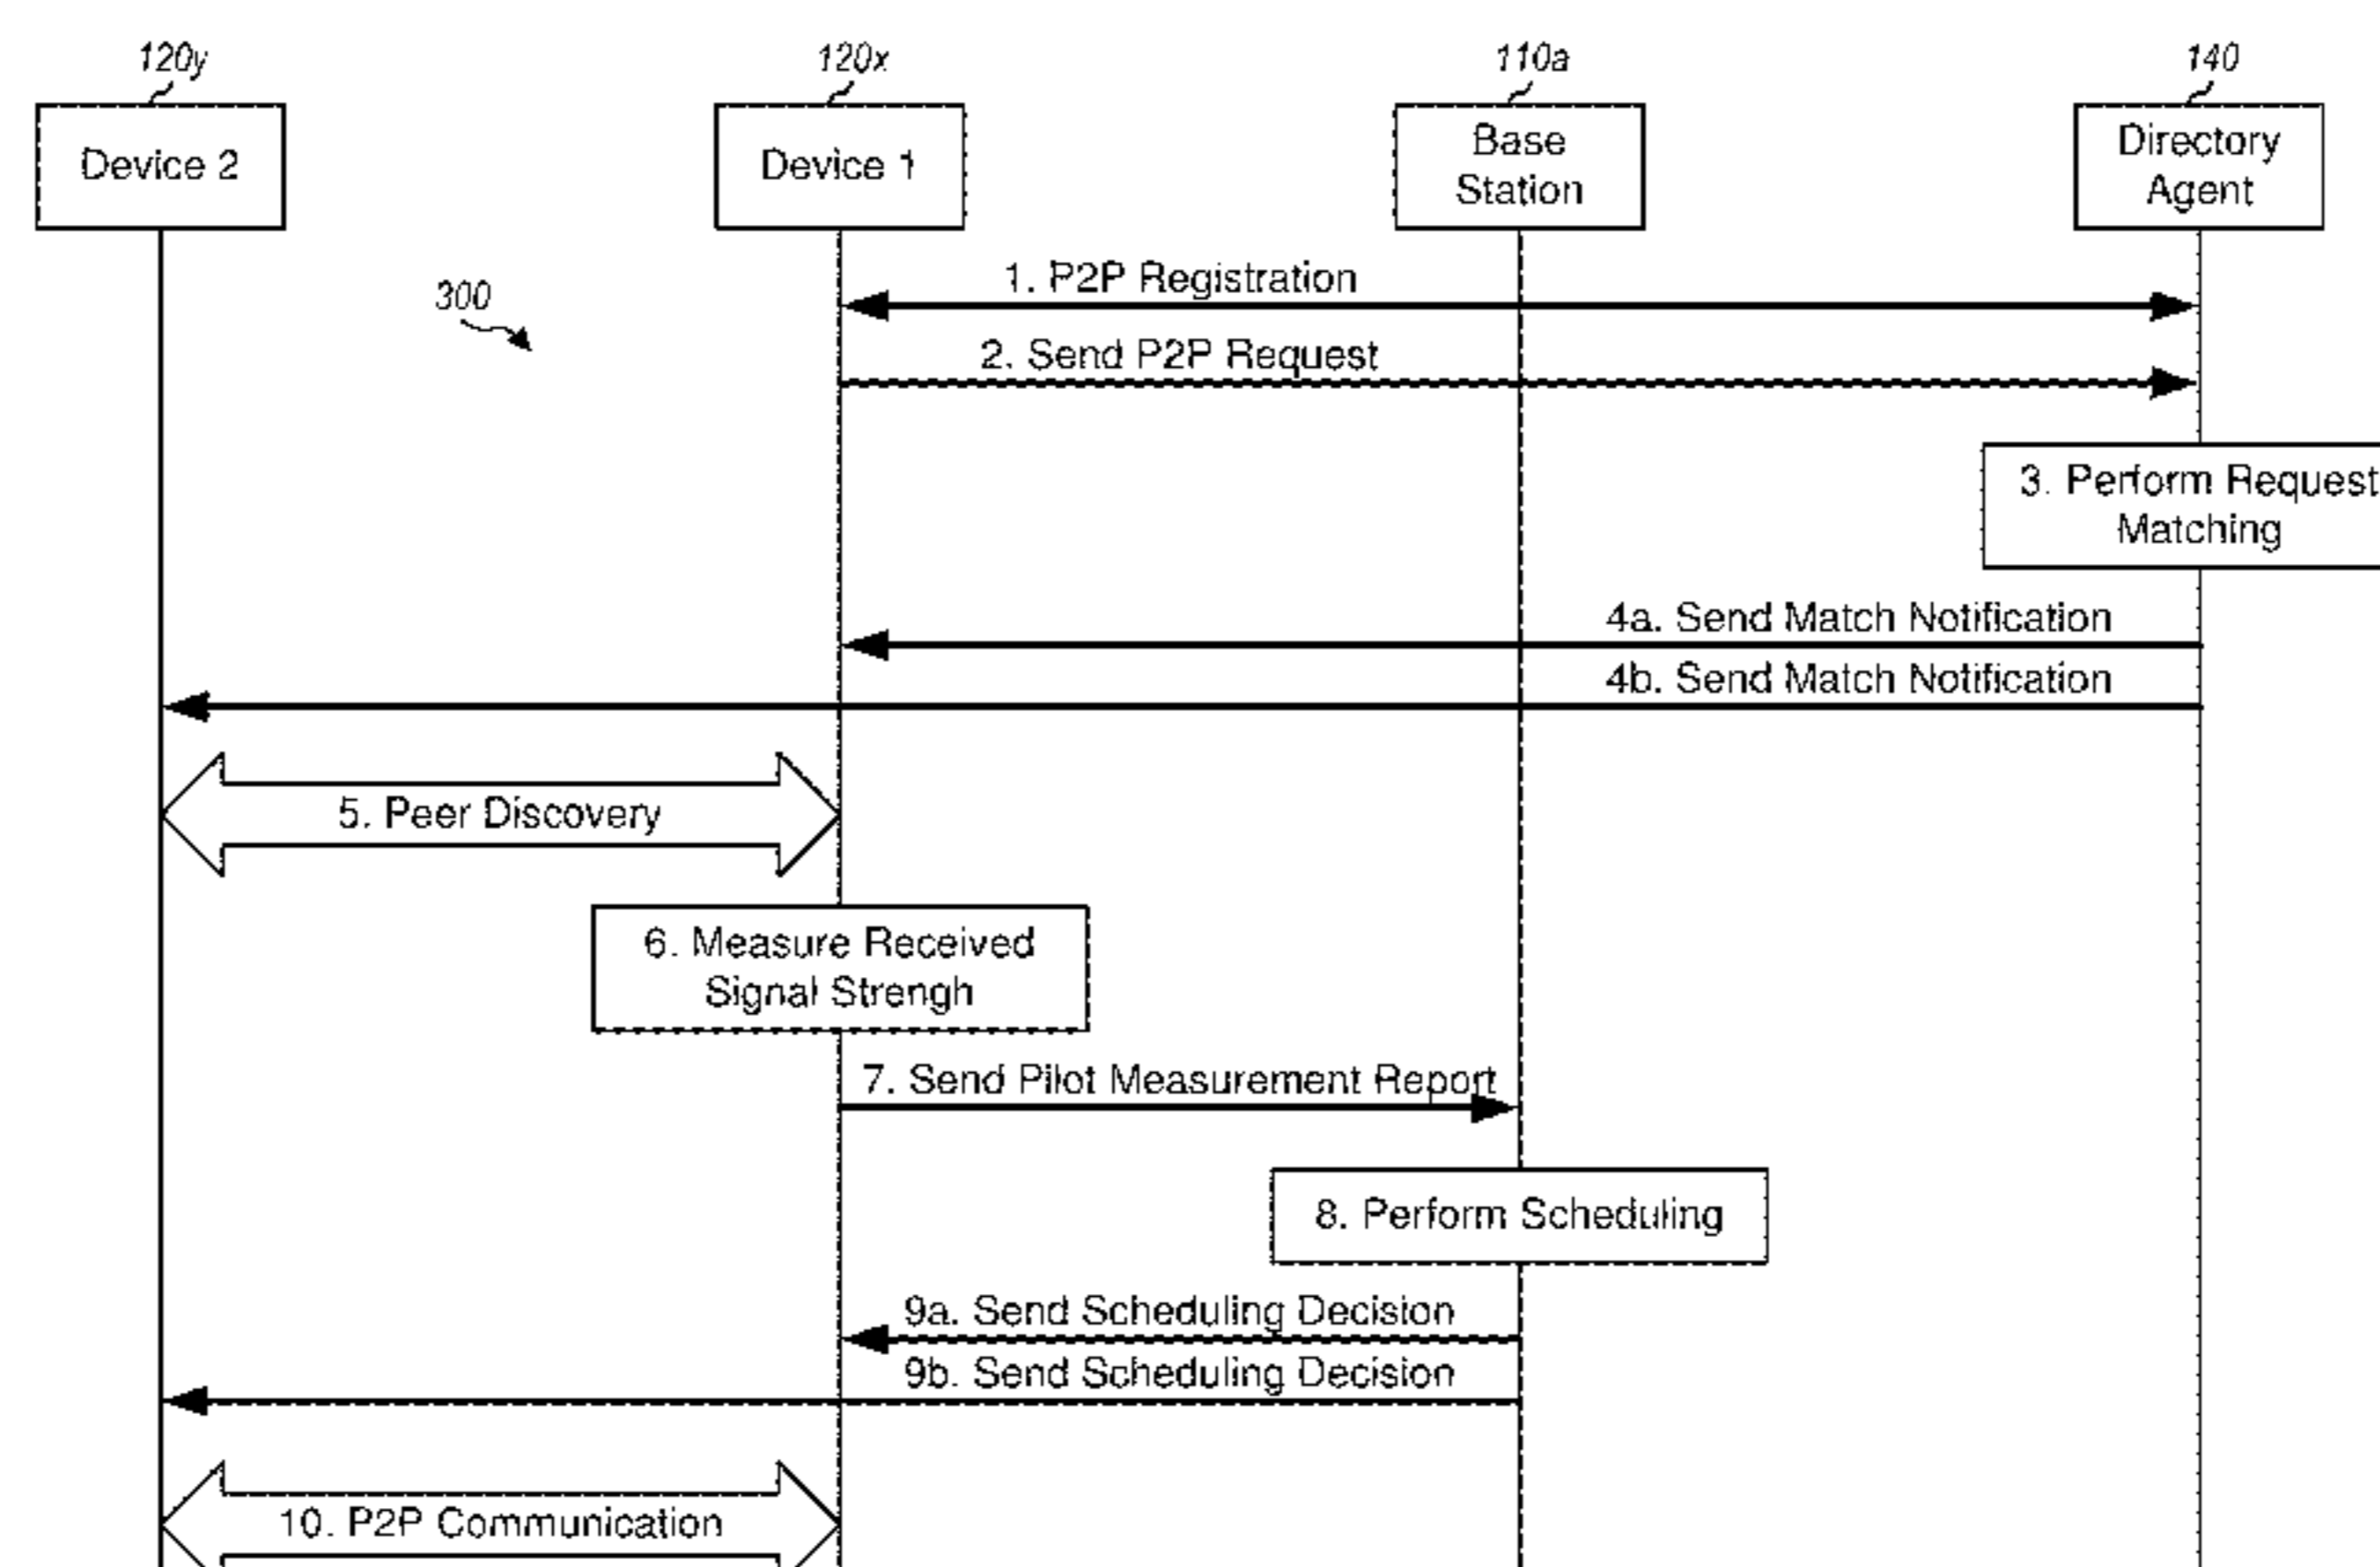 120y
120x
110a
140
Device 2
Device 1
Base
Station
Directory
Agent
300
1. P2P Registration
2. Send P2P Request
3. Perform Request
Matching
4a. Send Match Notification
4b. Send Match Notification
5. Peer Discovery
6. Measure Received
Signal Strengh
7. Send Pilot Measurement Report
8. Perform Scheduling
9a. Send Scheduling Decision
9b. Send Scheduling Decision
10. P2P Communication